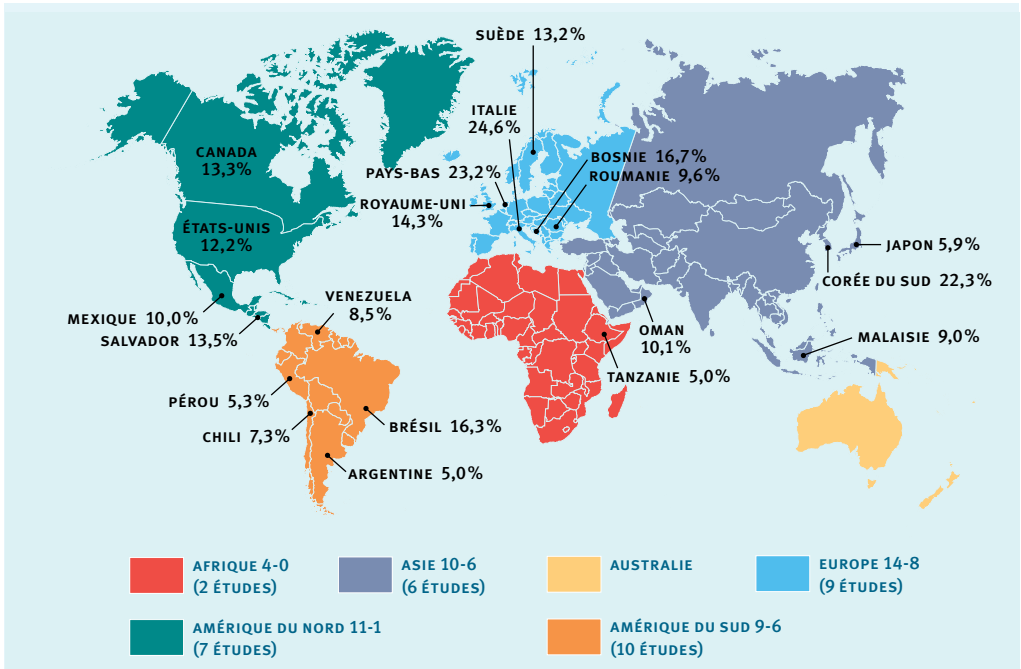 SUÈDE 13,2%
ITALIE
24,6%
BOSNIE 16,7%
ROUMANIE 9,6%
PAYS-BAS 23,2%
ROYAUME-UNI
14,3%
CANADA
13,3%
ÉTATS-UNIS
12,2%
JAPON 5,9%
CORÉE DU SUD 22,3%
MEXIQUE 10,0%
SALVADOR 13,5%
VENEZUELA
8,5%
OMAN
10,1%
MALAISIE 9,0%
TANZANIE 5,0%
PÉROU 5,3%
CHILI 7,3%
BRÉSIL 16,3%
ARGENTINE 5,0%
AFRIQUE 4-0
(2 ÉTUDES)
ASIE 10-6
(6 ÉTUDES)
AUSTRALIE
EUROPE 14-8
(9 ÉTUDES)
AMÉRIQUE DU NORD 11-1
(7 ÉTUDES)
AMÉRIQUE DU SUD 9-6
(10 ÉTUDES)